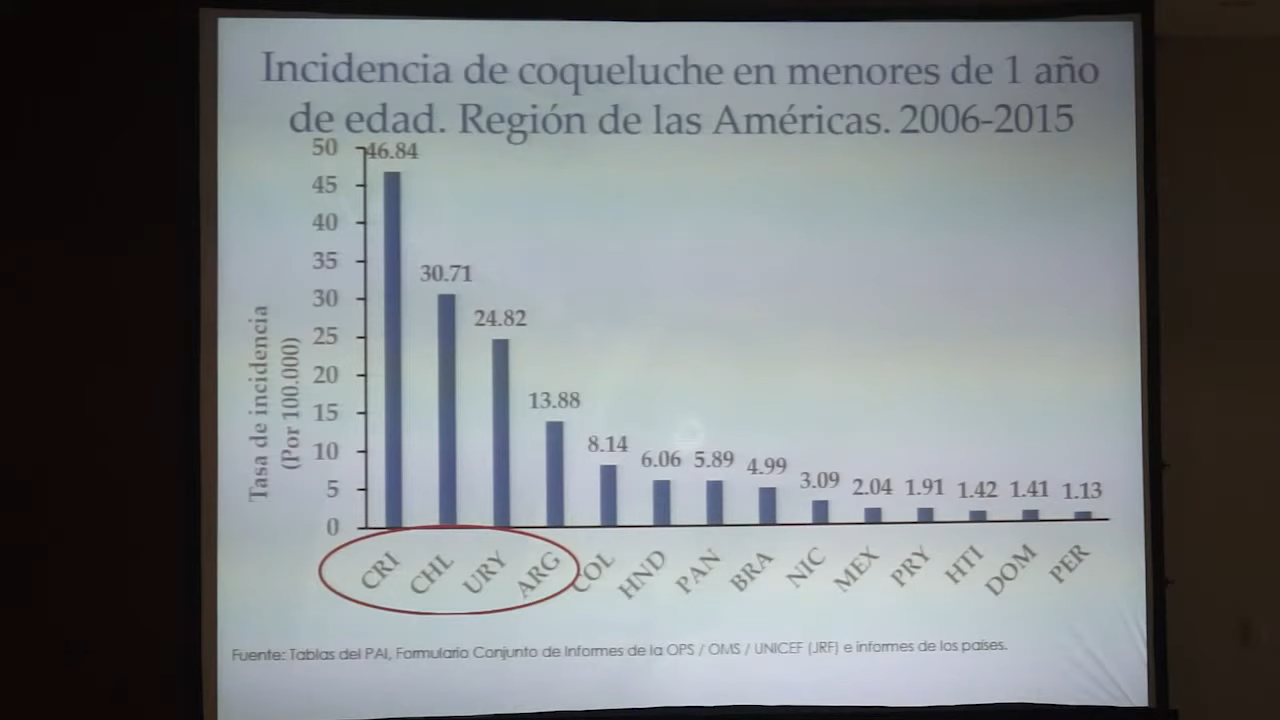 Incidencia de coqueluche en menores de 1 año
de edad. Región de las Américas. 2006-2015
Tasa de incidencia
(Por 100.000)
50
45
40
35
30
25
20
15
10
5
0
46.84
30.71
24.82
13.88
8.14
6.06
5.89
4.99
3.09
2.04
1.91
1.42
1.41
1.13
CRI
CHL
URY
ARG
COL
HND
PAN
BRA
NIC
MEX
PRY
HTI
DOM
PER
Fuente: Tablas del PAI, Formulario Conjunto de Informes de la OPS / OMS / UNICEF (JRF) e informes de los países.